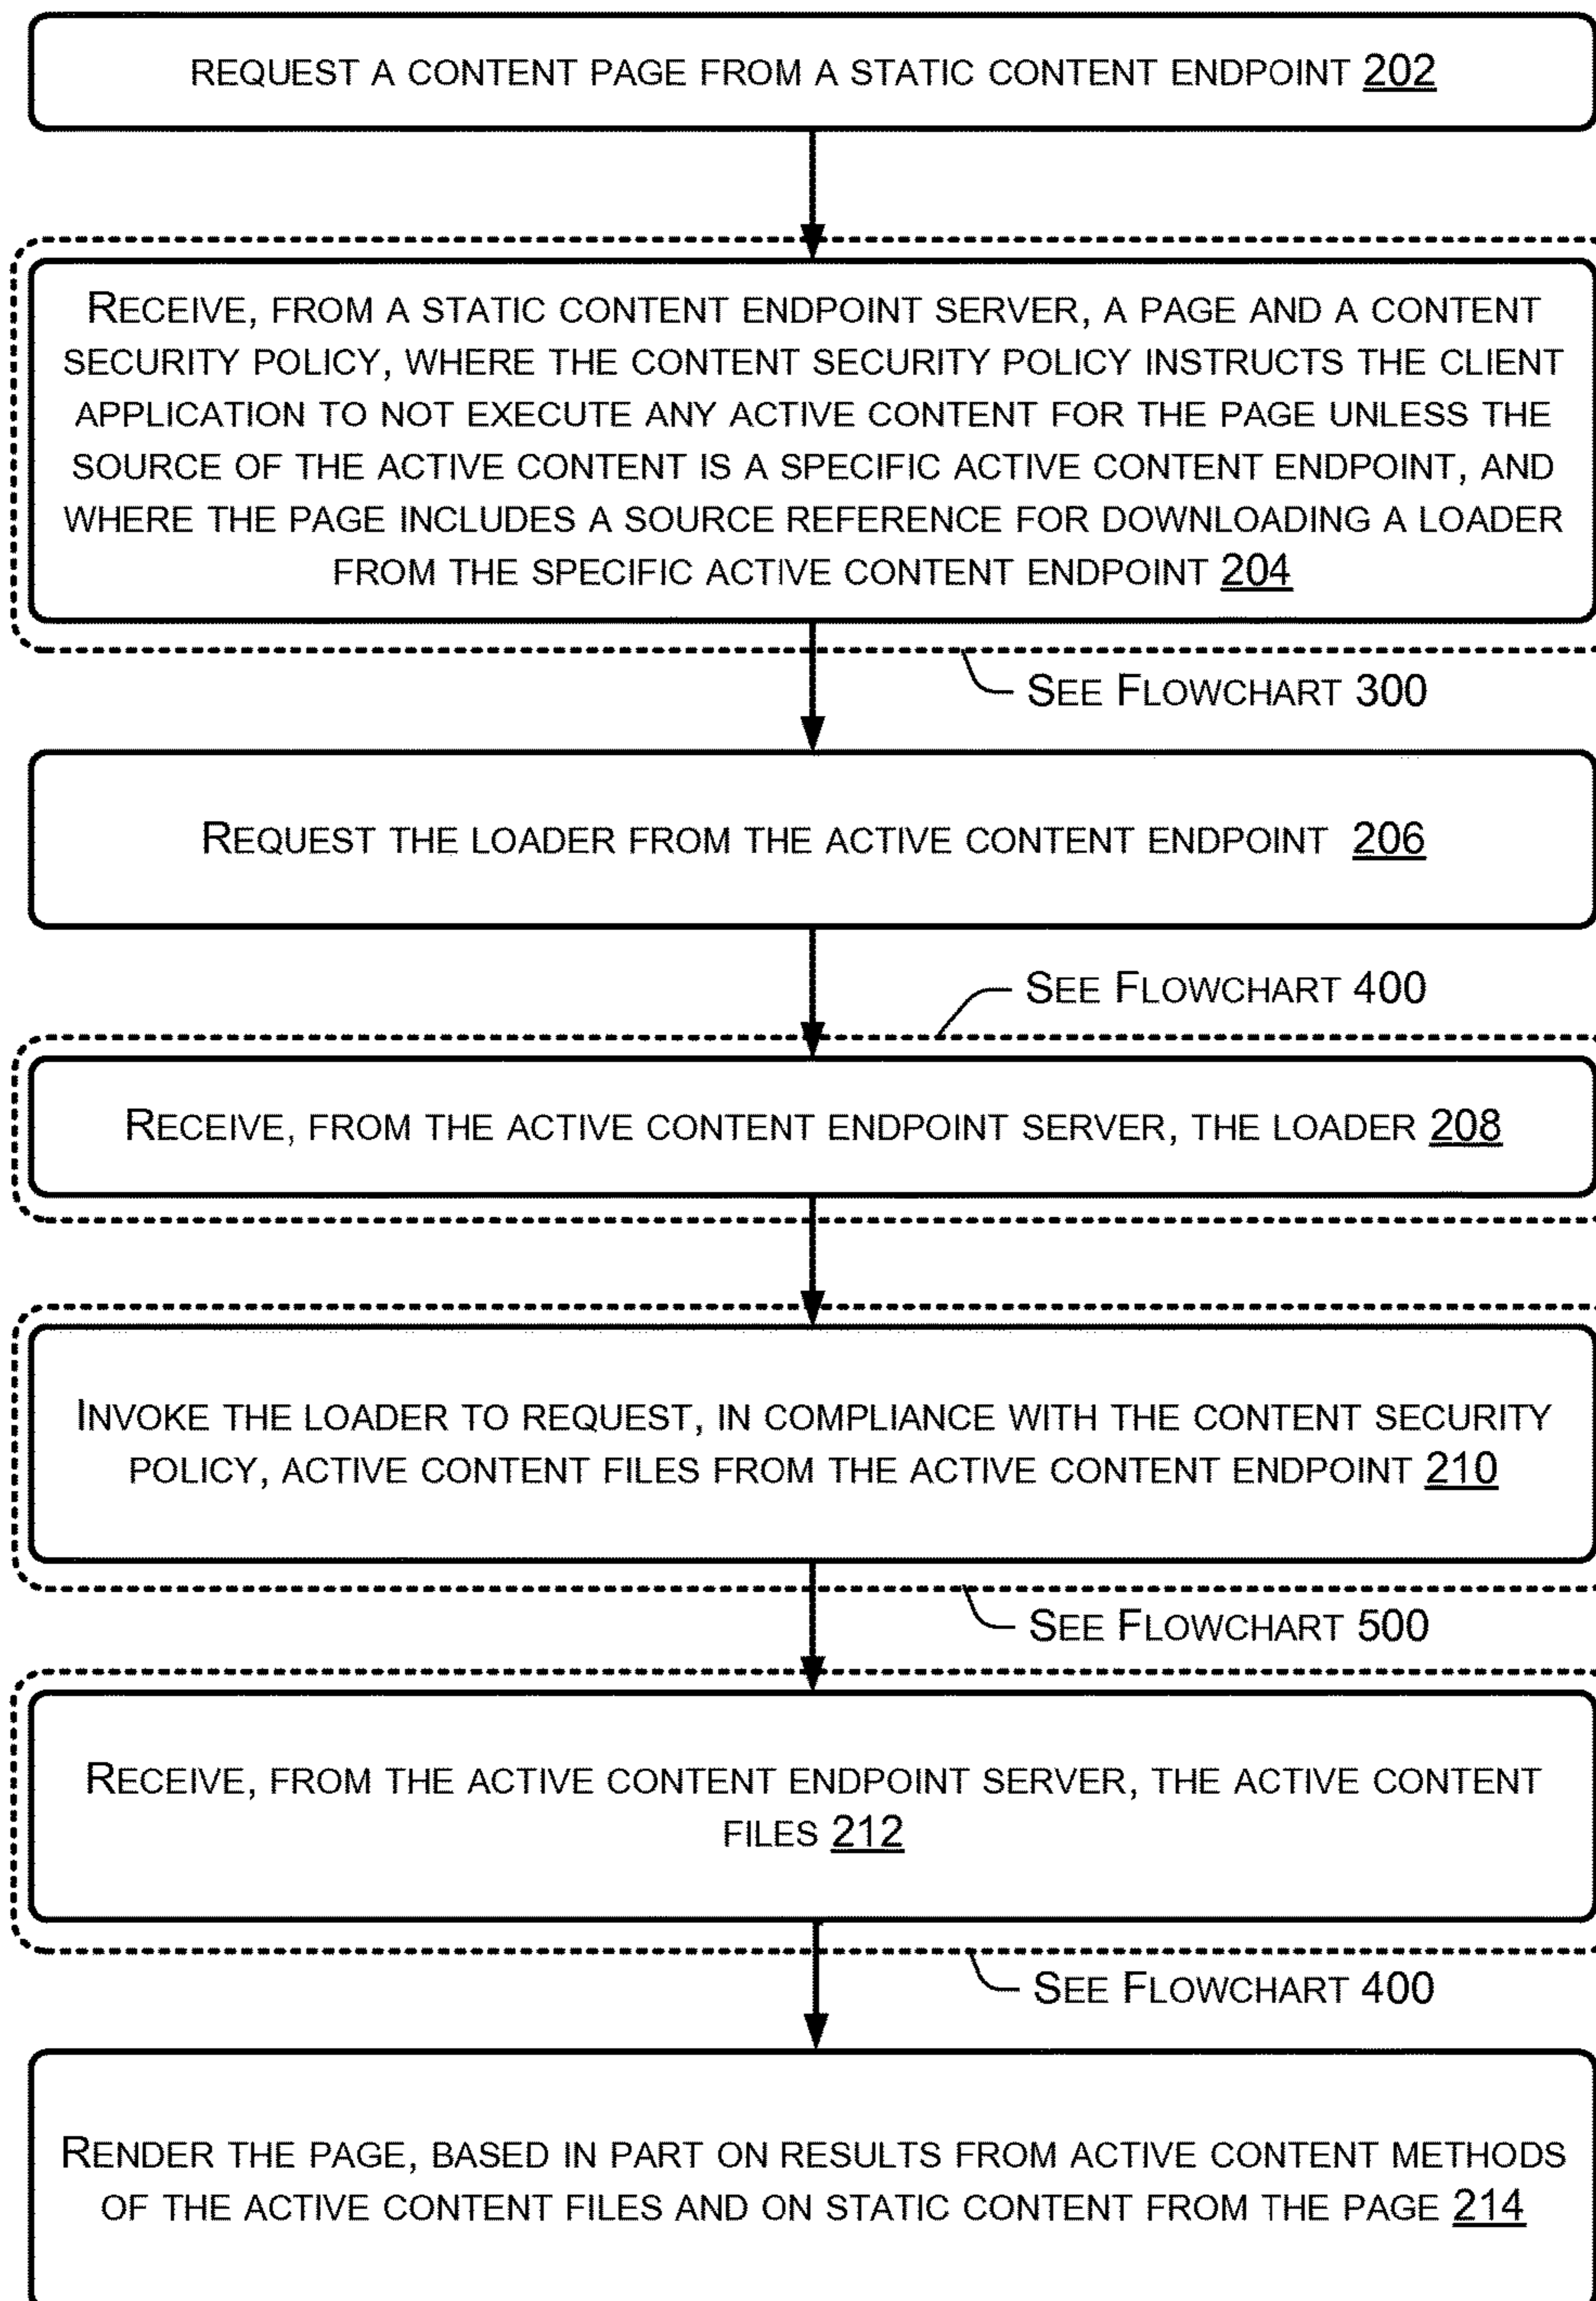 REQUEST A CONTENT PAGE FROM A STATIC CONTENT ENDPOINT 202
RECEIVE, FROM A STATIC CONTENT ENDPOINT SERVER, A PAGE AND A CONTENT
SECURITY POLICY, WHERE THE CONTENT SECURITY POLICY INSTRUCTS THE CLIENT
APPLICATION TO NOT EXECUTE ANY ACTIVE CONTENT FOR THE PAGE UNLESS THE
SOURCE OF THE ACTIVE CONTENT IS A SPECIFIC ACTIVE CONTENT ENDPOINT, AND
WHERE THE PAGE INCLUDES A SOURCE REFERENCE FOR DOWNLOADING A LOADER
FROM THE SPECIFIC ACTIVE CONTENT ENDPOINT 204
SEE FLOWCHART 300
REQUEST THE LOADER FROM THE ACTIVE CONTENT ENDPOINT 206
SEE FLOWCHART 400
RECEIVE, FROM THE ACTIVE CONTENT ENDPOINT SERVER, THE LOADER 208
INVOKE THE LOADER TO REQUEST, IN COMPLIANCE WITH THE CONTENT SECURITY
POLICY, ACTIVE CONTENT FILES FROM THE ACTIVE CONTENT ENDPOINT 210
SEE FLOWCHART 500
RECEIVE, FROM THE ACTIVE CONTENT ENDPOINT SERVER, THE ACTIVE CONTENT
FILES 212
SEE FLOWCHART 400
RENDER THE PAGE, BASED IN PART ON RESULTS FROM ACTIVE CONTENT METHODS
OF THE ACTIVE CONTENT FILES AND ON STATIC CONTENT FROM THE PAGE 214